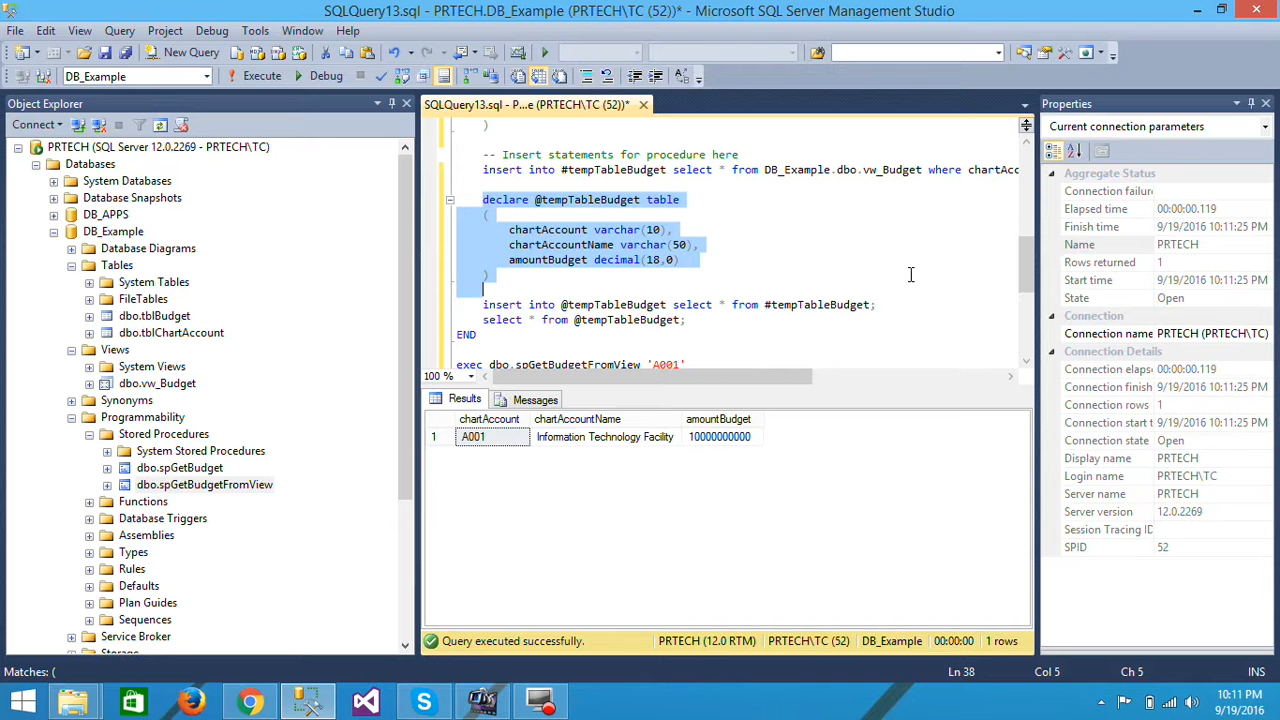 SQLQuery13.sql - PRTECH.DB_Example (PRTECH\TC (52))* - Microsoft SQL Server Management Studio
File Edit View Query Project Debug Tools Window Help
New Query
DB_Example Execute Debug
Object Explorer
Connect
PRTECH (SQL Server 12.0.2269 - PRTECH\TC)
Databases
System Databases
Database Snapshots
DB_APPS
DB_Example
Database Diagrams
Tables
System Tables
FileTables
dbo.tblBudget
dbo.tblChartAccount
Views
System Views
dbo.vw_Budget
Synonyms
Programmability
Stored Procedures
System Stored Procedures
dbo.spGetBudget
dbo.spGetBudgetFromView
Functions
Database Triggers
Assemblies
Types
Rules
Defaults
Plan Guides
Sequences
Service Broker
Storage
SQLQuery13.sql - P...e (PRTECH\TC (52))*
)
-- Insert statements for procedure here
insert into #tempTableBudget select * from DB_Example.dbo.vw_Budget where chartAcc
declare @tempTableBudget table
(
chartAccount varchar(10),
chartAccountName varchar(50),
amountBudget decimal(18,0)
)
insert into @tempTableBudget select * from #tempTableBudget;
select * from @tempTableBudget;
END
exec dbo.spGetBudgetFromView 'A001'
100 %
Results Messages
chartAccount chartAccountName amountBudget
1 A001 Information Technology Facility 10000000000
Query executed successfully. PRTECH (12.0 RTM) PRTECH\TC (52) DB_Example 00:00:00 1 rows
Properties
Current connection parameters
Aggregate Status
Connection failure
Elapsed time 00:00:00.119
Finish time 9/19/2016 10:11:25 PM
Name PRTECH
Rows returned 1
Start time 9/19/2016 10:11:25 PM
State Open
Connection
Connection name PRTECH (PRTECH\TC)
Connection Details
Connection elaps 00:00:00.119
Connection finish 9/19/2016 10:11:25 PM
Connection rows 1
Connection start t 9/19/2016 10:11:25 PM
Connection state Open
Display name PRTECH
Login name PRTECH\TC
Server name PRTECH
Server version 12.0.2269
Session Tracing ID
SPID 52
Matches: ( Ln 38 Col 5 Ch 5 INS
10:11 PM
9/19/2016